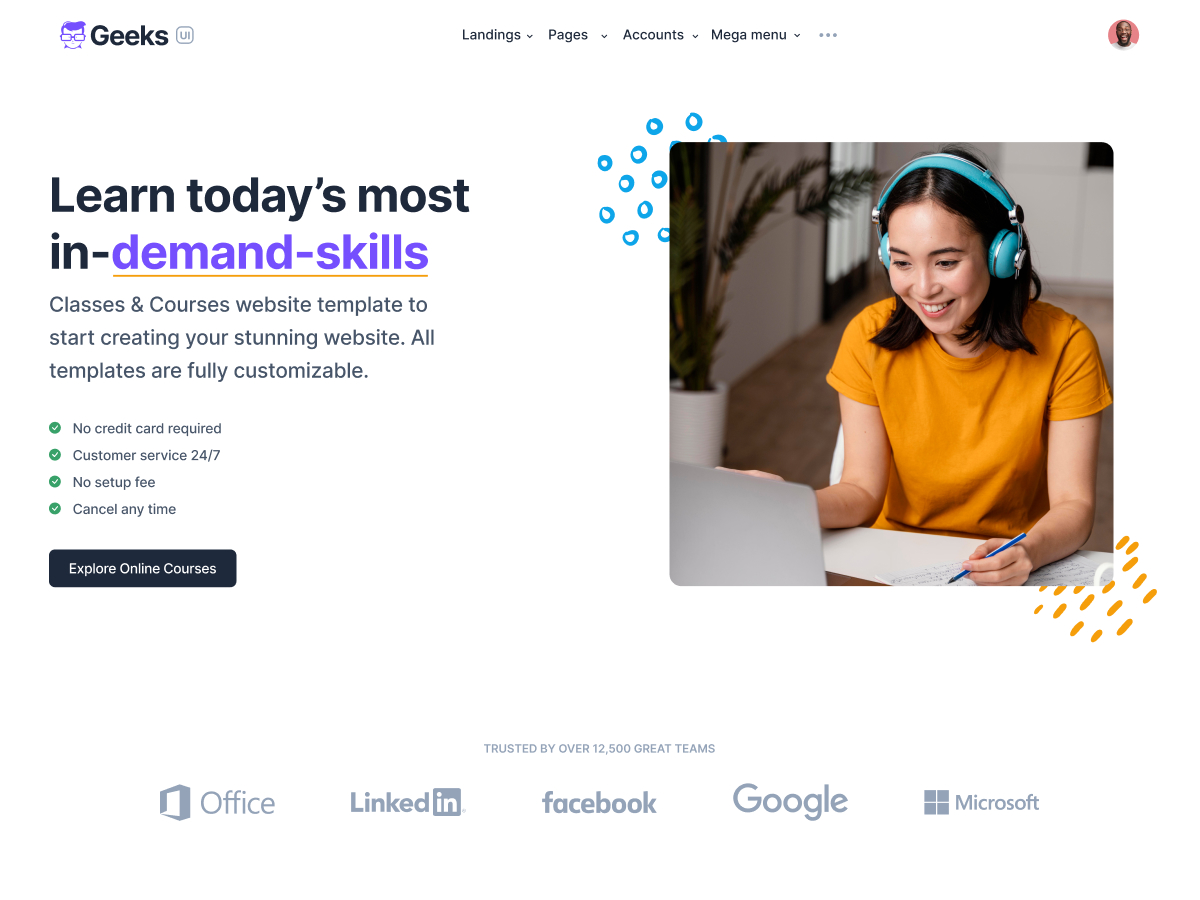 Geeks UI
Landings Pages Accounts Mega menu
Learn today’s most
in-demand-skills
Classes & Courses website template to
start creating your stunning website. All
templates are fully customizable.
No credit card required
Customer service 24/7
No setup fee
Cancel any time
Explore Online Courses
TRUSTED BY OVER 12,500 GREAT TEAMS
Office LinkedIn facebook Google Microsoft